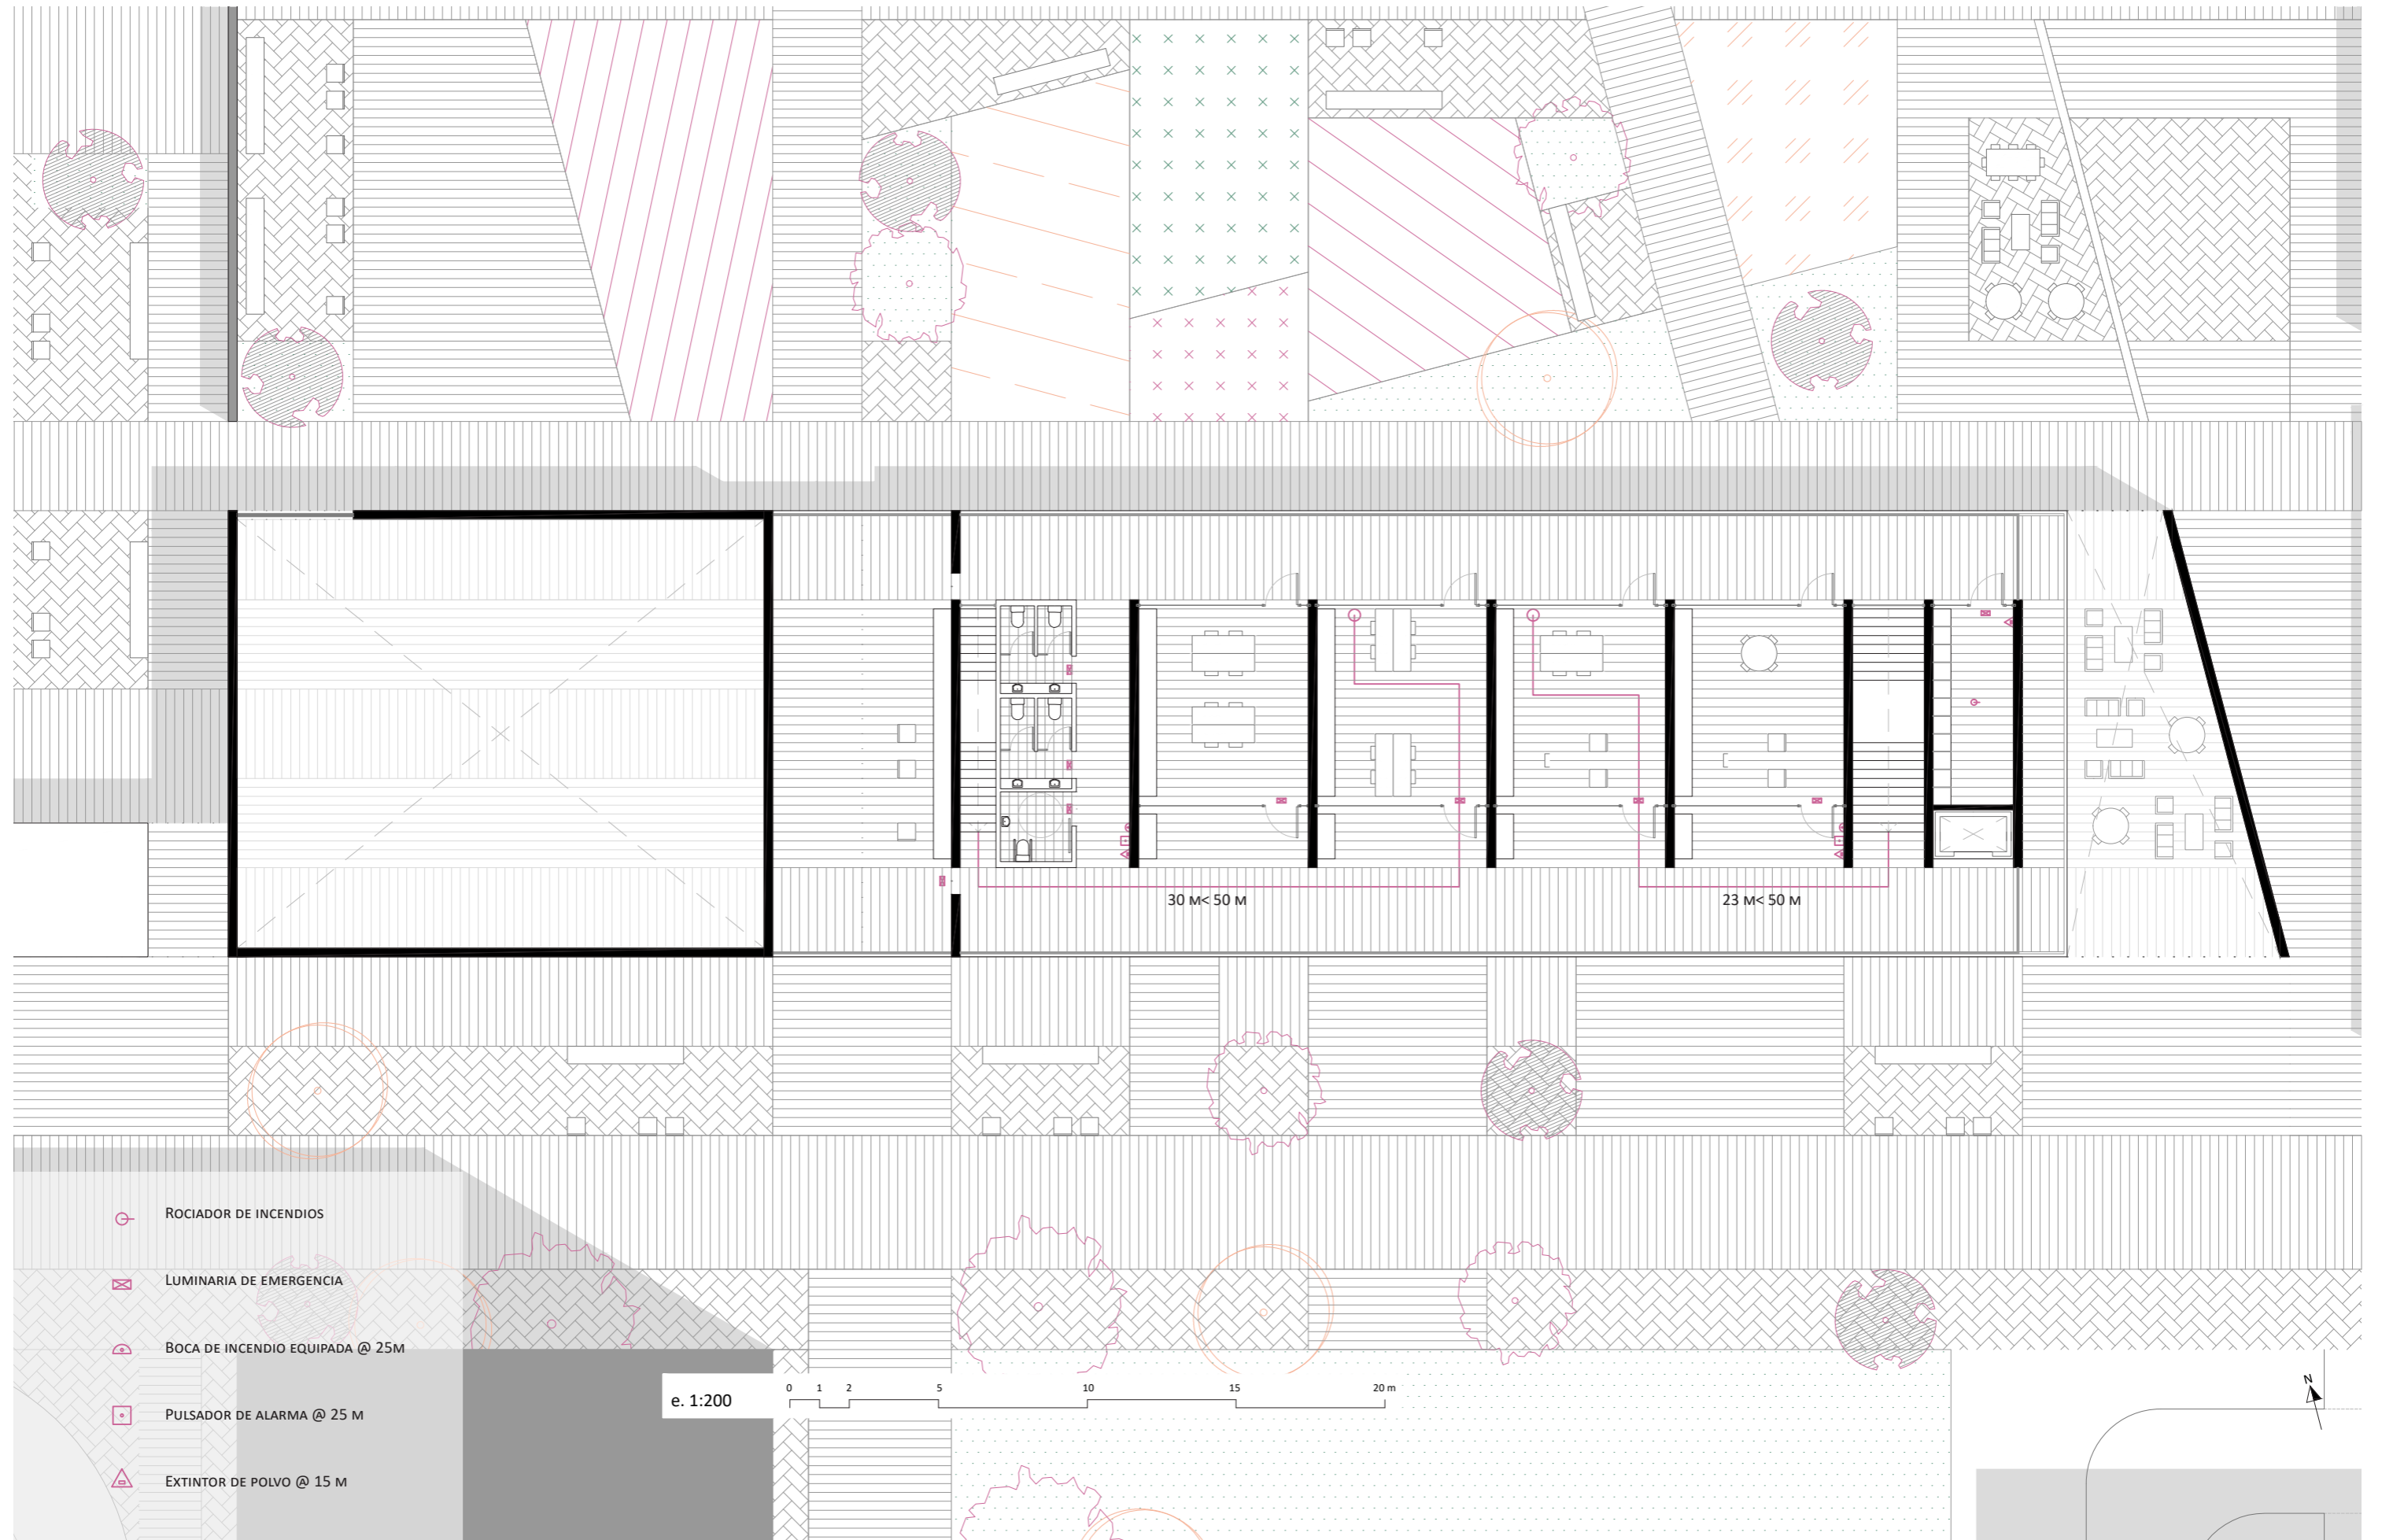 30 M< 50 M
23 M< 50 M
ROCIADOR DE INCENDIOS
LUMINARIA DE EMERGENCIA
BOCA DE INCENDIO EQUIPADA @ 25M
PULSADOR DE ALARMA @ 25 M
EXTINTOR DE POLVO @ 15 M
e. 1:200
0 1 2 5 10 15 20 m
N